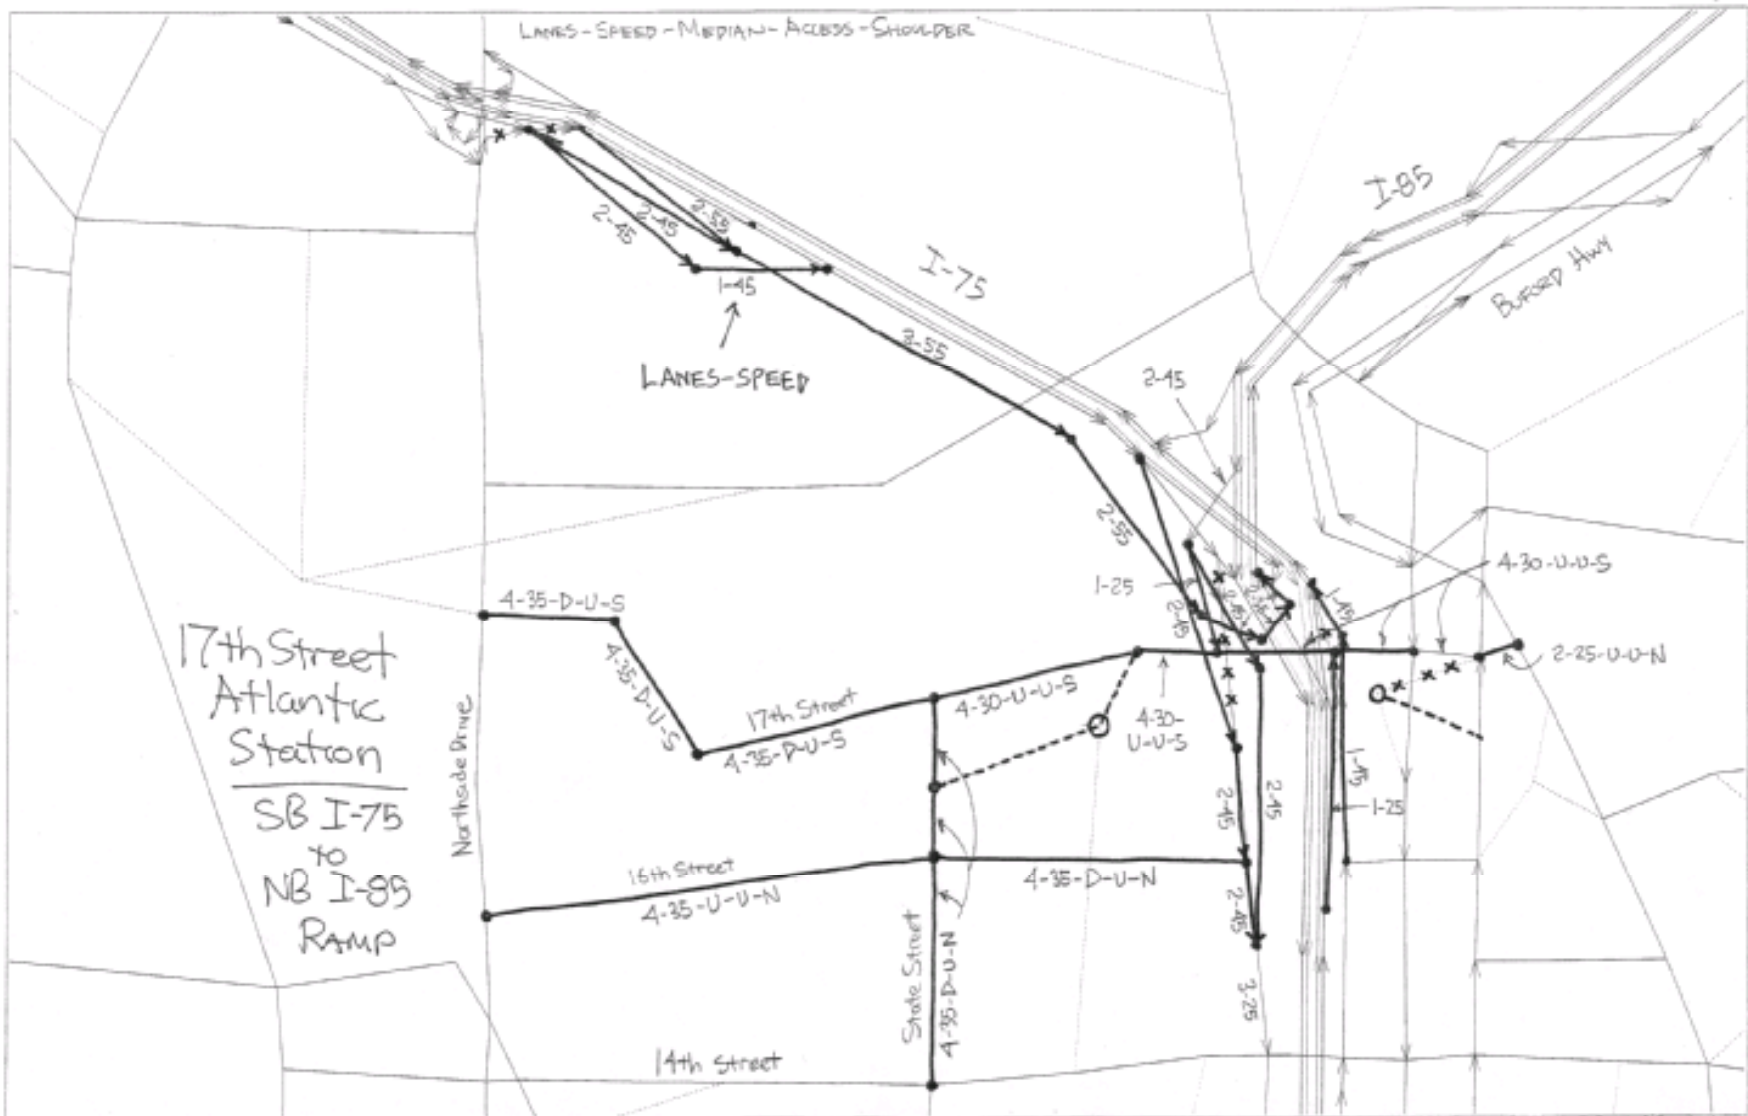 LANES-SPEED-MEDIAN-ACCESS-SHOULDER
I-85
I-75
BUFORD HWY
2-55
2-45
2-45
1-45
LANES-SPEED
3-55
2-45
2-55
1-25
2-45
1-45
4-30-U-U-S
2-25-U-U-N
4-35-D-U-S
4-35-D-U-S
17th Street
4-35-D-U-S
4-30-U-U-S
4-30-
U-U-S
17th Street
Atlantic
Station
SB I-75
to
NB I-85
RAMP
Northside Drive
16th Street
4-35-U-U-N
4-35-D-U-N
State Street
4-35-D-U-N
2-45
2-45
1-45
1-25
2-45
3-25
14th Street